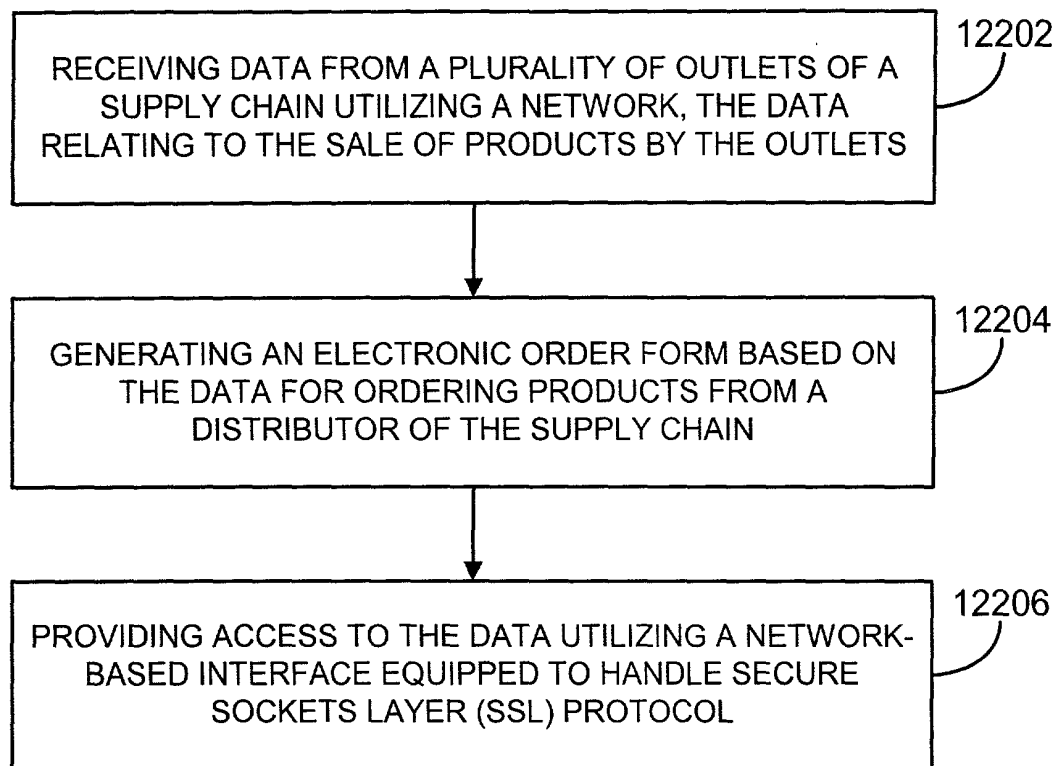 12202
RECEIVING DATA FROM A PLURALITY OF OUTLETS OF A
SUPPLY CHAIN UTILIZING A NETWORK, THE DATA
RELATING TO THE SALE OF PRODUCTS BY THE OUTLETS
12204
GENERATING AN ELECTRONIC ORDER FORM BASED ON
THE DATA FOR ORDERING PRODUCTS FROM A
DISTRIBUTOR OF THE SUPPLY CHAIN
12206
PROVIDING ACCESS TO THE DATA UTILIZING A NETWORK-
BASED INTERFACE EQUIPPED TO HANDLE SECURE
SOCKETS LAYER (SSL) PROTOCOL